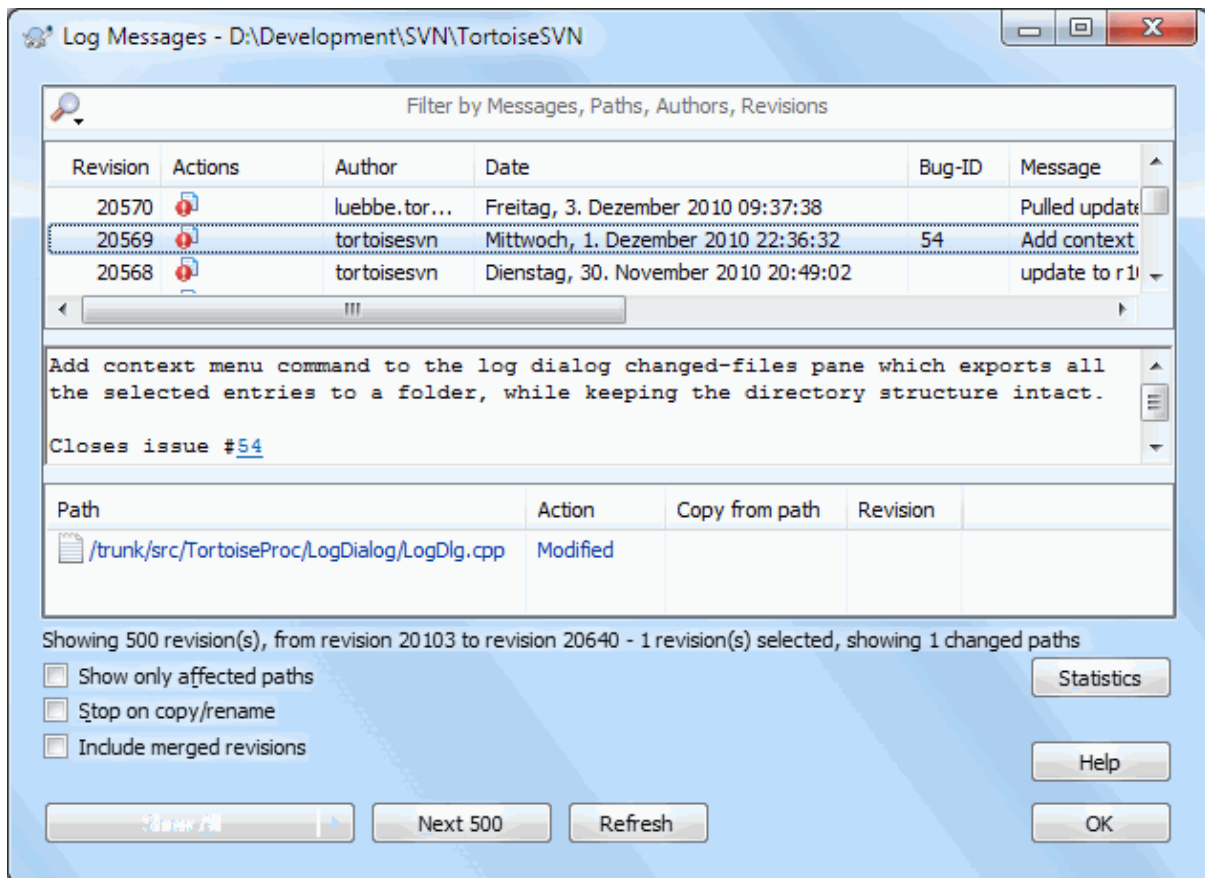 Log Messages - D:\Development\SVN\TortoiseSVN
Filter by Messages, Paths, Authors, Revisions
Revision Actions Author Date Bug-ID Message
20570 luebbe.tor... Freitag, 3. Dezember 2010 09:37:38 Pulled update
20569 tortoisesvn Mittwoch, 1. Dezember 2010 22:36:32 54 Add context
20568 tortoisesvn Dienstag, 30. November 2010 20:49:02 update to
Add context menu command to the log dialog changed-files pane which exports all
the selected entries to a folder, while keeping the directory structure intact.
Closes issue #54
Path Action Copy from path Revision
/trunk/src/TortoiseProc/LogDialog/LogDlg.cpp Modified
Showing 500 revision(s), from revision 20103 to revision 20640 - 1 revision(s) selected, showing 1 changed paths
Show only affected paths
Statistics
Stop on copy/rename
Include merged revisions
Help
Next 500 Refresh OK